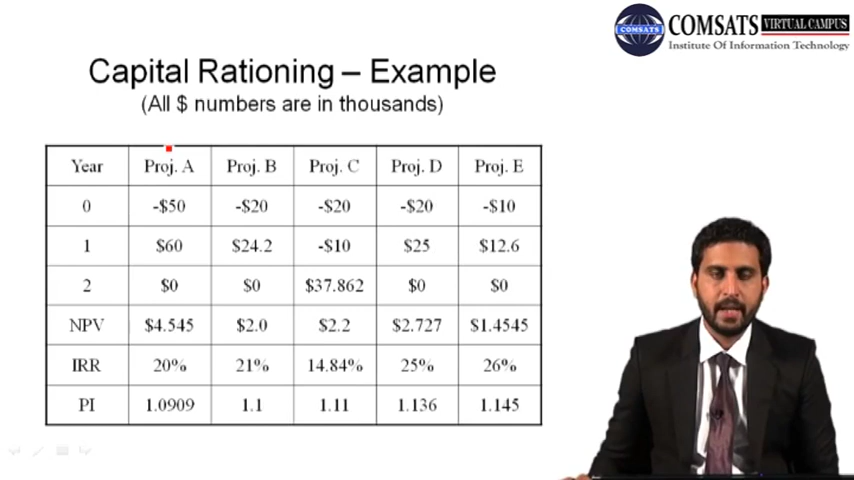 COMSATS VIRTUAL CAMPUS
COMSATS
Institute Of Information Technology
Capital Rationing – Example
(All $ numbers are in thousands)
Year Proj. A Proj. B Proj. C Proj. D Proj. E
0 -$50 -$20 -$20 -$20 -$10
1 $60 $24.2 -$10 $25 $12.6
2 $0 $0 $37.862 $0 $0
NPV $4.545 $2.0 $2.2 $2.727 $1.4545
IRR 20% 21% 14.84% 25% 26%
PI 1.0909 1.1 1.11 1.136 1.145